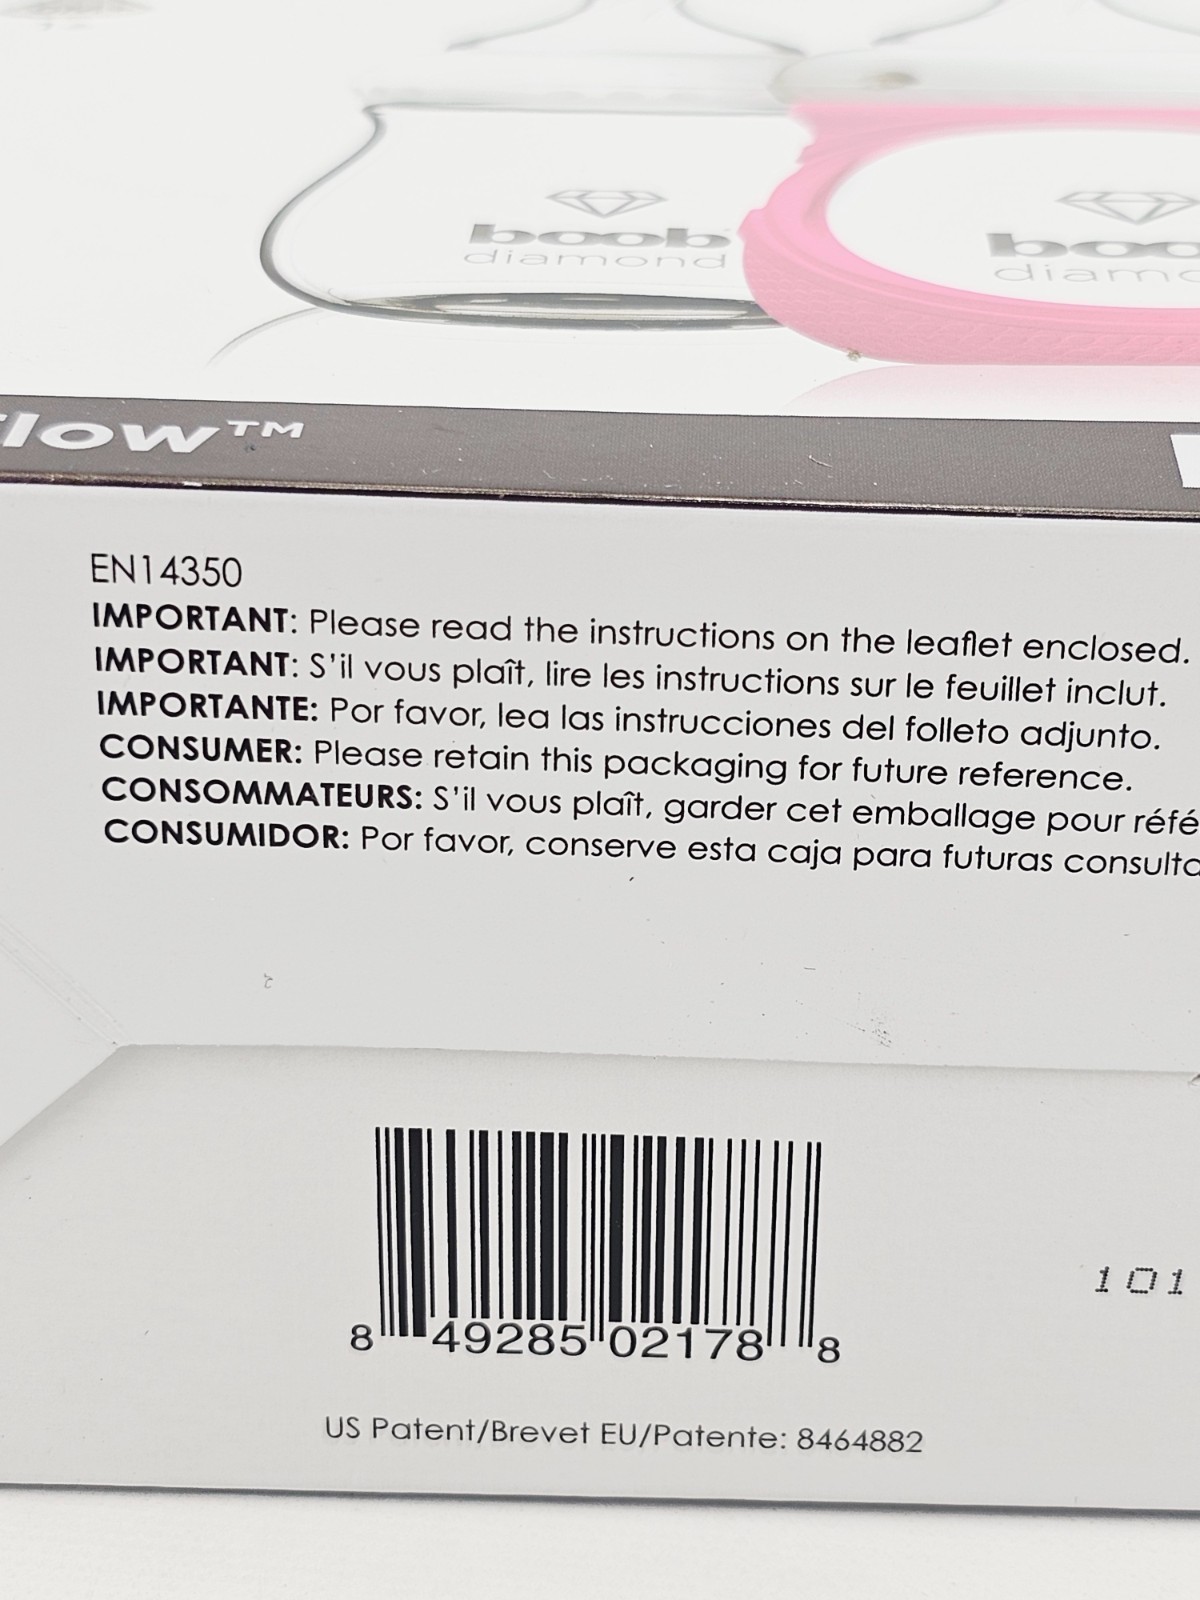 boob
diamond
boo
diamo
low™
EN14350
IMPORTANT: Please read the instructions on the leaflet enclosed.
IMPORTANT: S'il vous plaît, lire les instructions sur le feuillet inclut.
IMPORTANTE: Por favor, lea las instrucciones del folleto adjunto.
CONSUMER: Please retain this packaging for future reference.
CONSOMMATEURS: S'il vous plaît, garder cet emballage pour réfé
CONSUMIDOR: Por favor, conserve esta caja para futuras consulta
101
8 49285 02178 8
US Patent/Brevet EU/Patente: 8464882